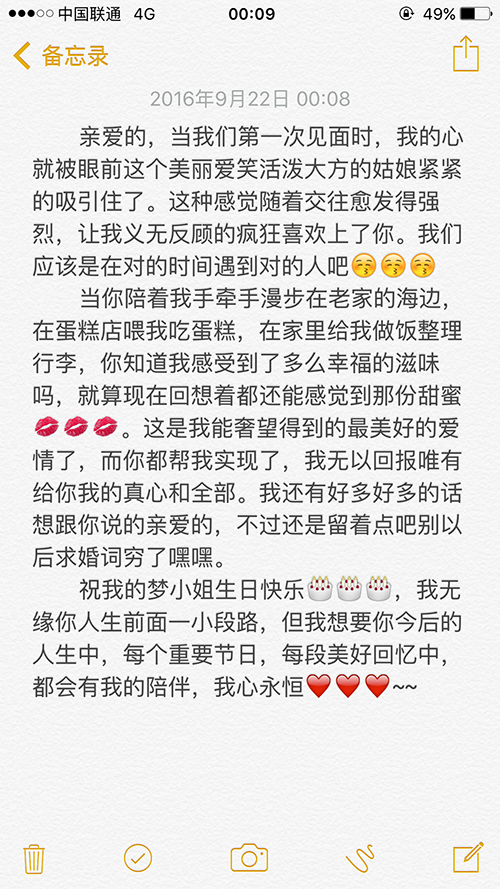 中国联通 4G 00:09 49%
备忘录
2016年9月22日 00:08
亲爱的，当我们第一次见面时，我的心
就被眼前这个美丽爱笑活泼大方的姑娘紧紧
的吸引住了。这种感觉随着交往愈发得强
烈，让我义无反顾的疯狂喜欢上了你。我们
应该是在对的时间遇到对的人吧😚😚😚
当你陪着我手牵手漫步在老家的海边，
在蛋糕店喂我吃蛋糕，在家里给我做饭整理
行李，你知道我感受到了多么幸福的滋味
吗，就算现在回想着都还能感觉到那份甜蜜
💋💋💋。这是我能奢望得到的最美好的爱
情了，而你都帮我实现了，我无以回报唯有
给你我的真心和全部。我还有好多好多的话
想跟你说的亲爱的，不过还是留着点吧别以
后求婚词穷了嘿嘿。
祝我的梦小姐生日快乐🎂🎂🎂，我无
缘你人生前面一小段路，但我想要你今后的
人生中，每个重要节日，每段美好回忆中，
都会有我的陪伴，我心永恒❤️❤️❤️~~